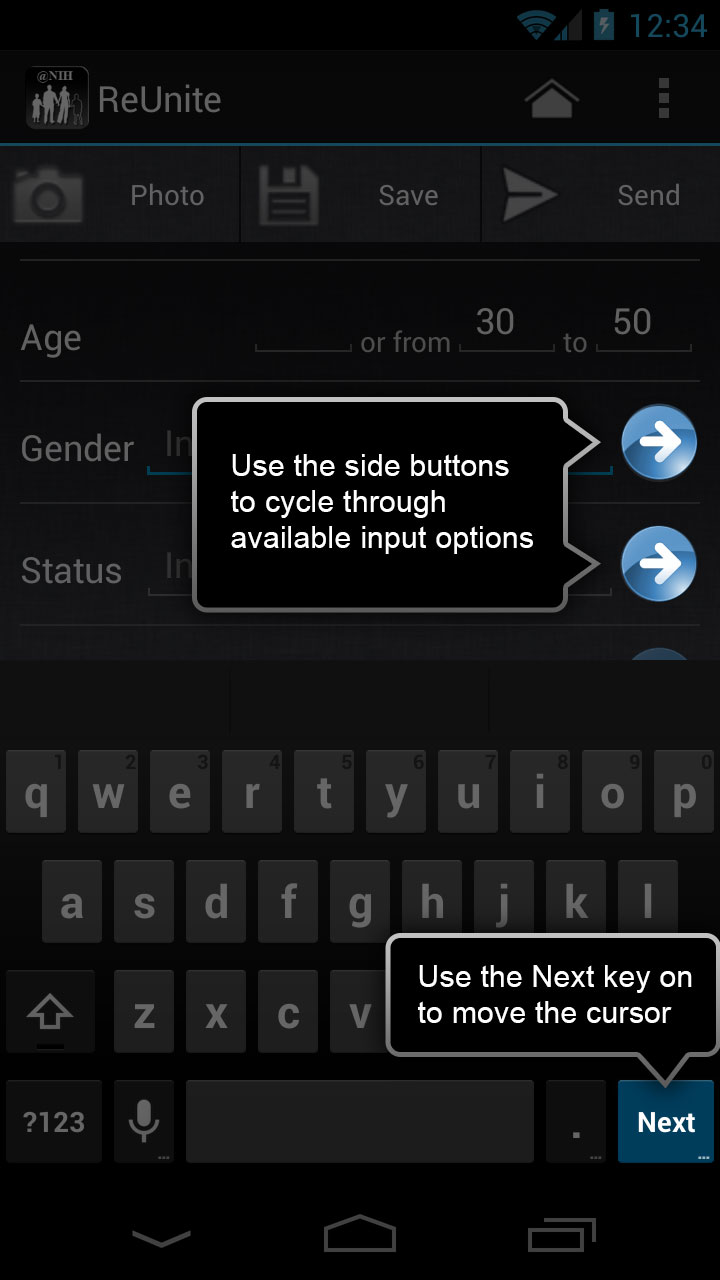 12:34
@NIH
ReUnite
Photo Save Send
Age or from 30 to 50
Gender In
Use the side buttons
to cycle through
available input options
Status In
1 2 3 4 5 6 7 8 9 0
q w e r t y u i o p
a s d f g h j k l
Use the Next key on
to move the cursor
z x c v
?123 . Next